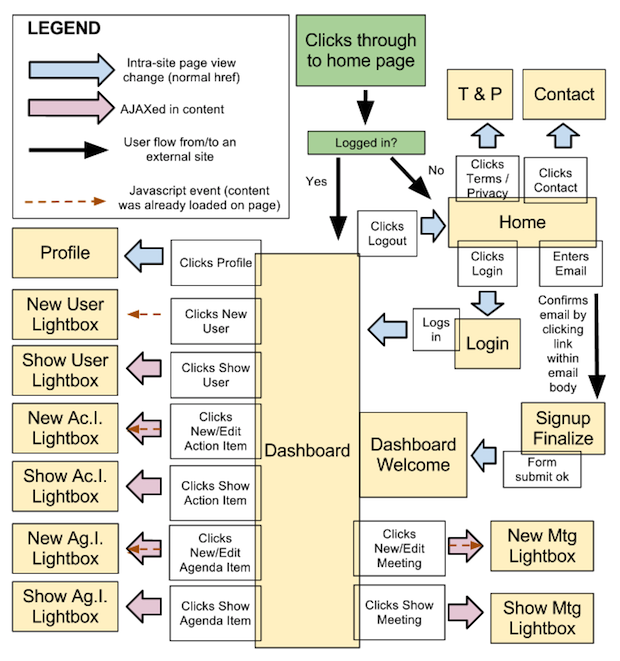 LEGEND
Intra-site page view
change (normal href)
AJAXed in content
User flow from/to an
external site
Javascript event (content
was already loaded on page)
Clicks through
to home page
Logged in?
Yes
No
T & P
Contact
Clicks
Terms /
Privacy
Clicks
Contact
Clicks
Logout
Home
Clicks
Login
Enters
Email
Logs
in
Login
Confirms
email by
clicking
link
within
email
body
Signup
Finalize
Form
submit ok
Dashboard
Welcome
Dashboard
Profile
Clicks Profile
New User
Lightbox
Clicks New
User
Show User
Lightbox
Clicks Show
User
New Ac.I.
Lightbox
Clicks
New/Edit
Action Item
Show Ac.I.
Lightbox
Clicks Show
Action Item
New Ag.I.
Lightbox
Clicks
New/Edit
Agenda Item
Show Ag.I.
Lightbox
Clicks Show
Agenda Item
Clicks
New/Edit
Meeting
New Mtg
Lightbox
Clicks Show
Meeting
Show Mtg
Lightbox